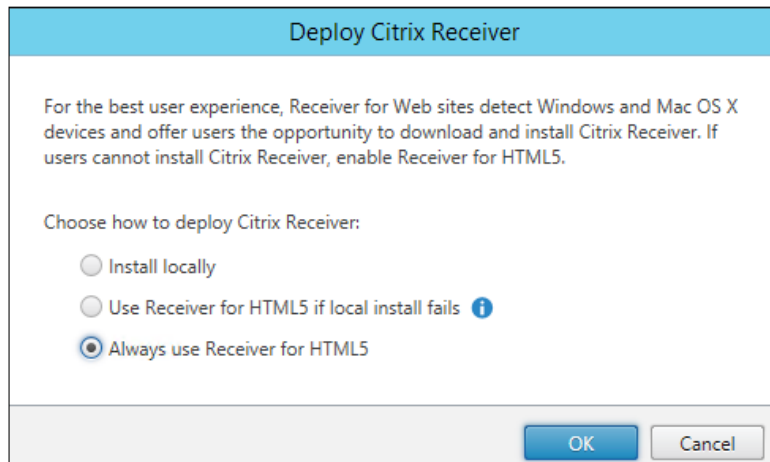 Deploy Citrix Receiver
For the best user experience, Receiver for Web sites detect Windows and Mac OS X
devices and offer users the opportunity to download and install Citrix Receiver. If
users cannot install Citrix Receiver, enable Receiver for HTML5.
Choose how to deploy Citrix Receiver:
Install locally
Use Receiver for HTML5 if local install fails
Always use Receiver for HTML5
OK Cancel